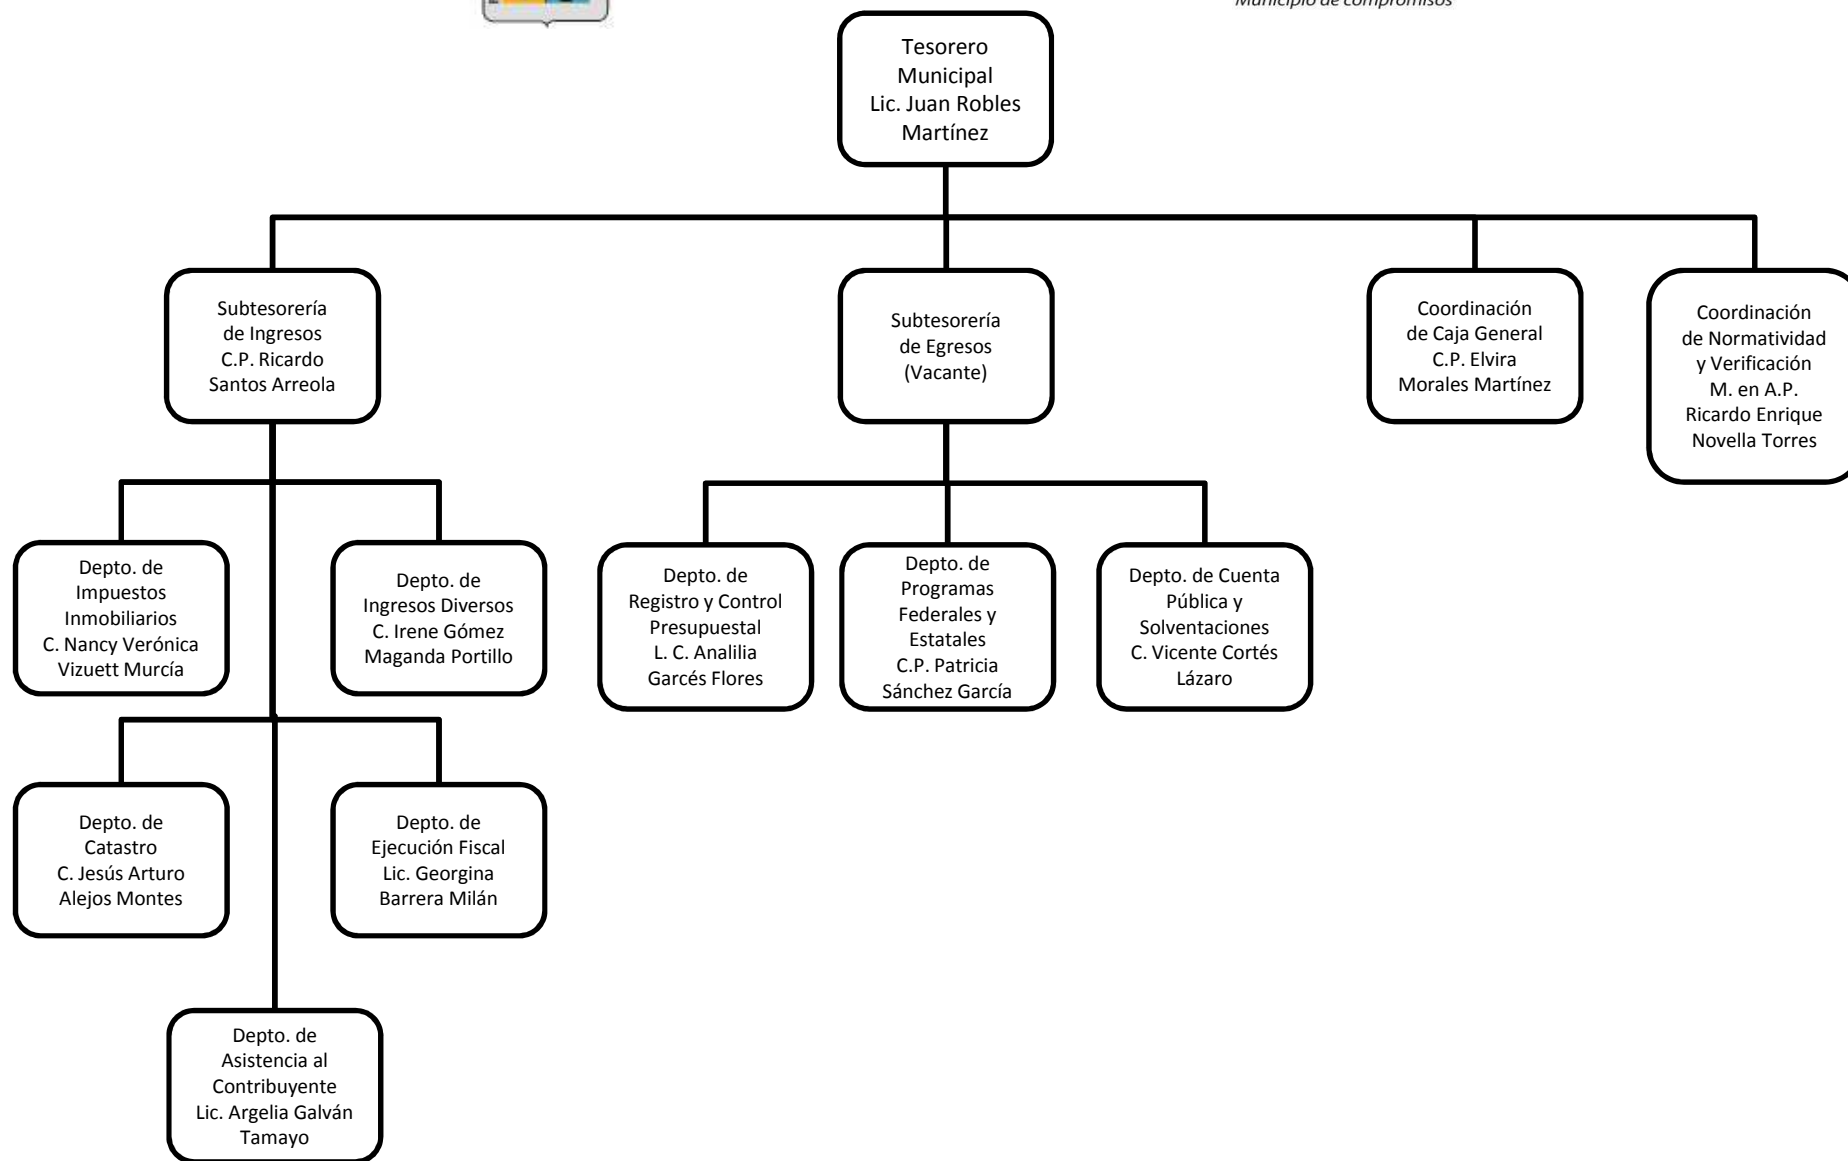 Municipio de compromisos
Tesorero
Municipal
Lic. Juan Robles
Martínez
Subtesorería
de Ingresos
C.P. Ricardo
Santos Arreola
Subtesorería
de Egresos
(Vacante)
Coordinación
de Caja General
C.P. Elvira
Morales Martínez
Coordinación
de Normatividad
y Verificación
M. en A.P.
Ricardo Enrique
Novella Torres
Depto. de
Impuestos
Inmobiliarios
C. Nancy Verónica
Vizuett Murcía
Depto. de
Ingresos Diversos
C. Irene Gómez
Maganda Portillo
Depto. de
Registro y Control
Presupuestal
L. C. Analilia
Garcés Flores
Depto. de
Programas
Federales y
Estatales
C.P. Patricia
Sánchez García
Depto. de Cuenta
Pública y
Solventaciones
C. Vicente Cortés
Lázaro
Depto. de
Catastro
C. Jesús Arturo
Alejos Montes
Depto. de
Ejecución Fiscal
Lic. Georgina
Barrera Milán
Depto. de
Asistencia al
Contribuyente
Lic. Argelia Galván
Tamayo